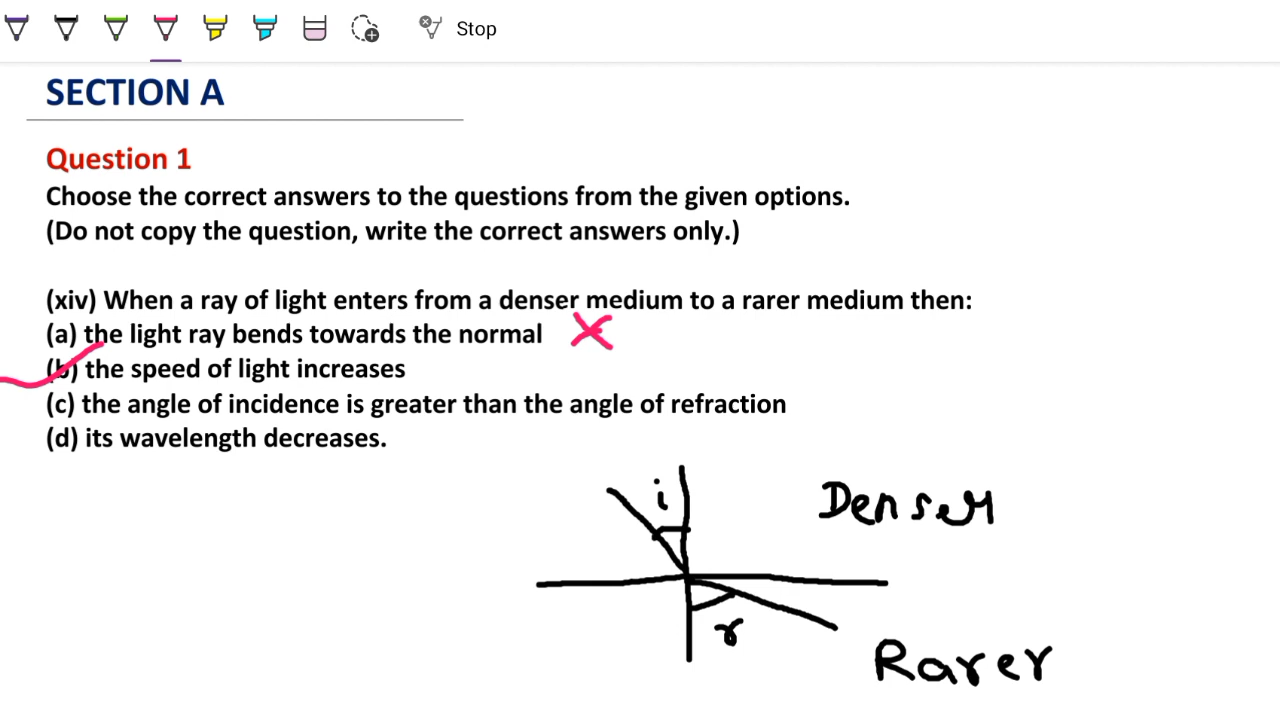 Stop
SECTION A
Question 1
Choose the correct answers to the questions from the given options.
(Do not copy the question, write the correct answers only.)
(xiv) When a ray of light enters from a denser medium to a rarer medium then:
(a) the light ray bends towards the normal
(b) the speed of light increases
(c) the angle of incidence is greater than the angle of refraction
(d) its wavelength decreases.
i
Denser
r
Rarer